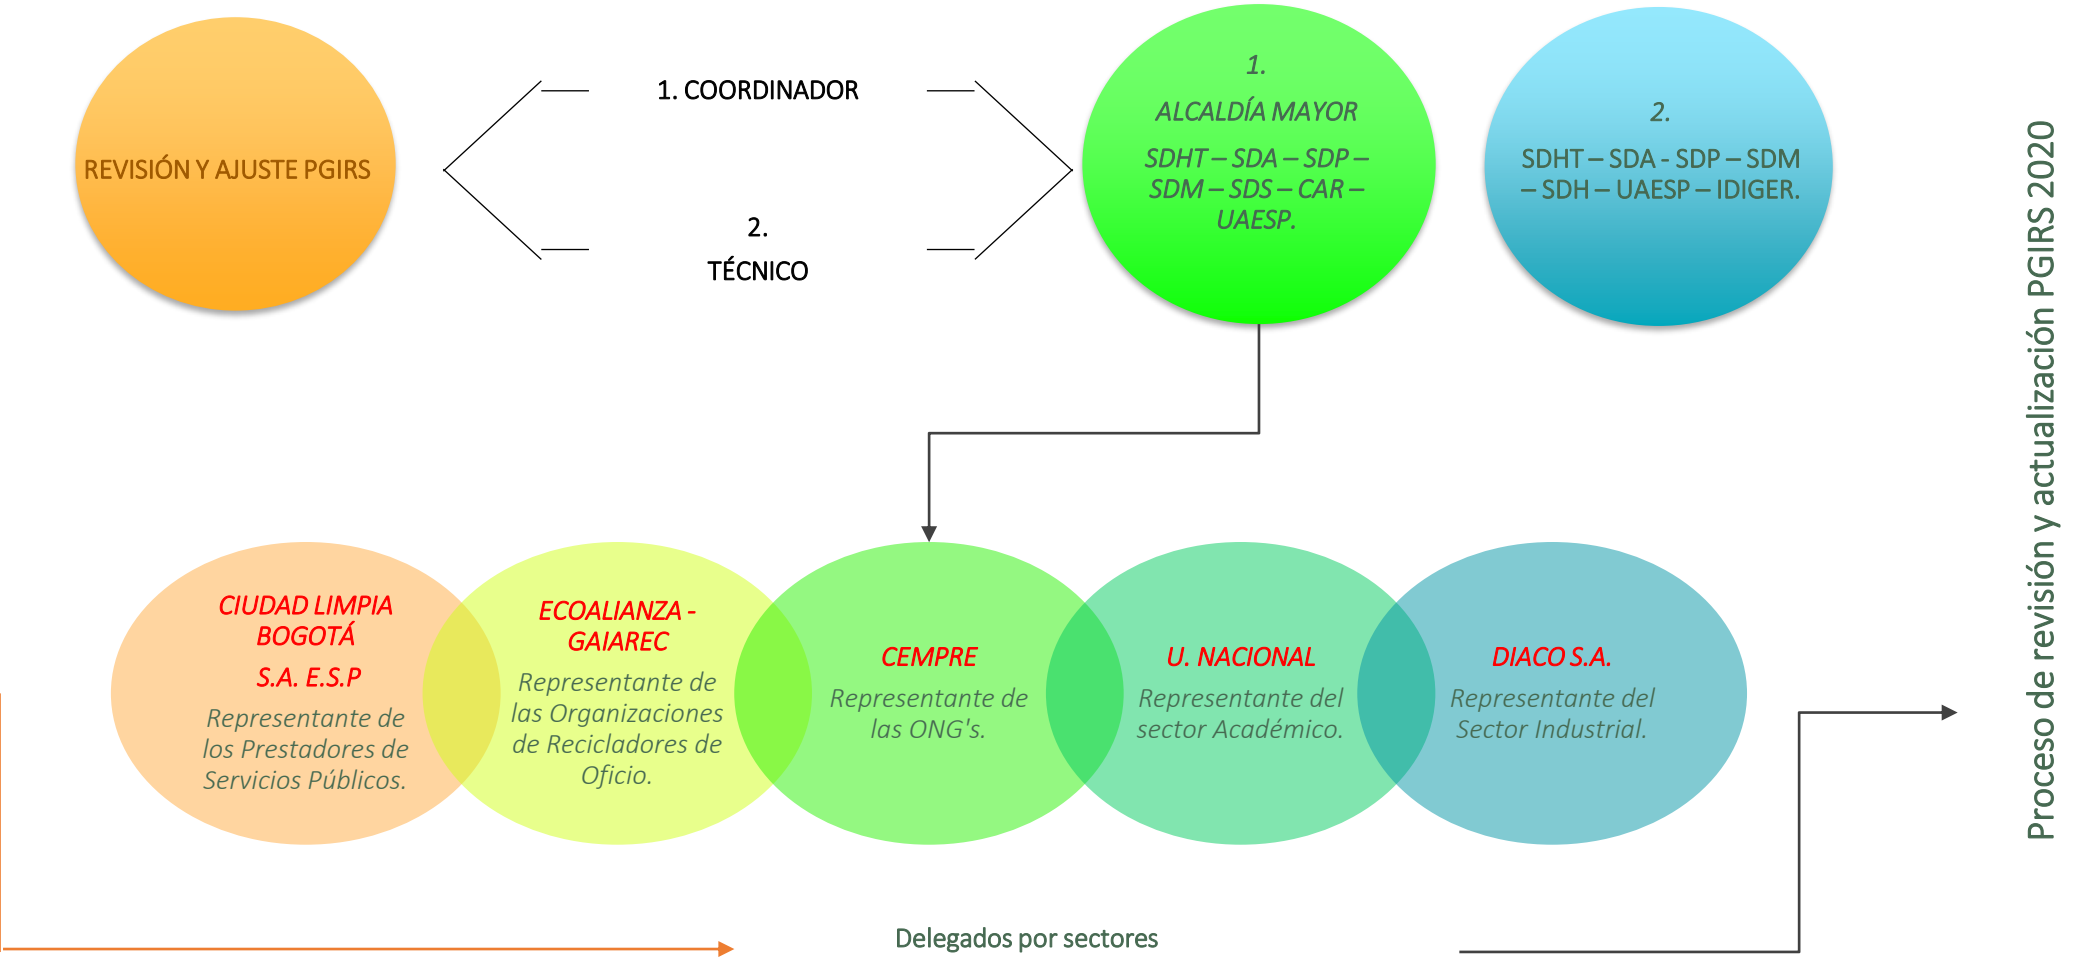 REVISIÓN Y AJUSTE PGIRS
1. COORDINADOR
2.
TÉCNICO
1.
ALCALDÍA MAYOR
SDHT – SDA – SDP –
SDM – SDS – CAR –
UAESP.
2.
SDHT – SDA - SDP – SDM
– SDH – UAESP – IDIGER.
CIUDAD LIMPIA
BOGOTÁ
S.A. E.S.P
Representante de
los Prestadores de
Servicios Públicos.
ECOALIANZA -
GAIAREC
Representante de
las Organizaciones
de Recicladores de
Oficio.
CEMPRE
Representante de
las ONG's.
U. NACIONAL
Representante del
sector Académico.
DIACO S.A.
Representante del
Sector Industrial.
Delegados por sectores
Proceso de revisión y actualización PGIRS 2020